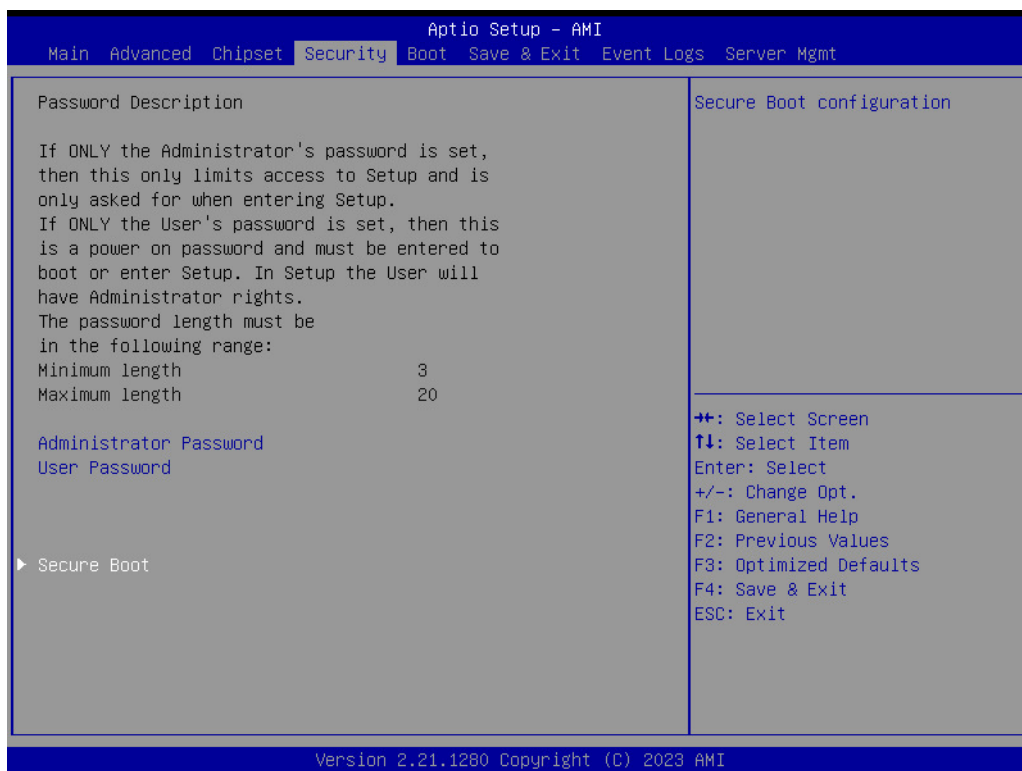 Aptio Setup - AMI
Main Advanced Chipset Security Boot Save & Exit Event Logs Server Mgmt
Password Description
If ONLY the Administrator's password is set,
then this only limits access to Setup and is
only asked for when entering Setup.
If ONLY the User's password is set, then this
is a power on password and must be entered to
boot or enter Setup. In Setup the User will
have Administrator rights.
The password length must be
in the following range:
Minimum length 3
Maximum length 20
Administrator Password
User Password
Secure Boot
Secure Boot configuration
→←: Select Screen
↑↓: Select Item
Enter: Select
+/-: Change Opt.
F1: General Help
F2: Previous Values
F3: Optimized Defaults
F4: Save & Exit
ESC: Exit
Version 2.21.1280 Copyright (C) 2023 AMI